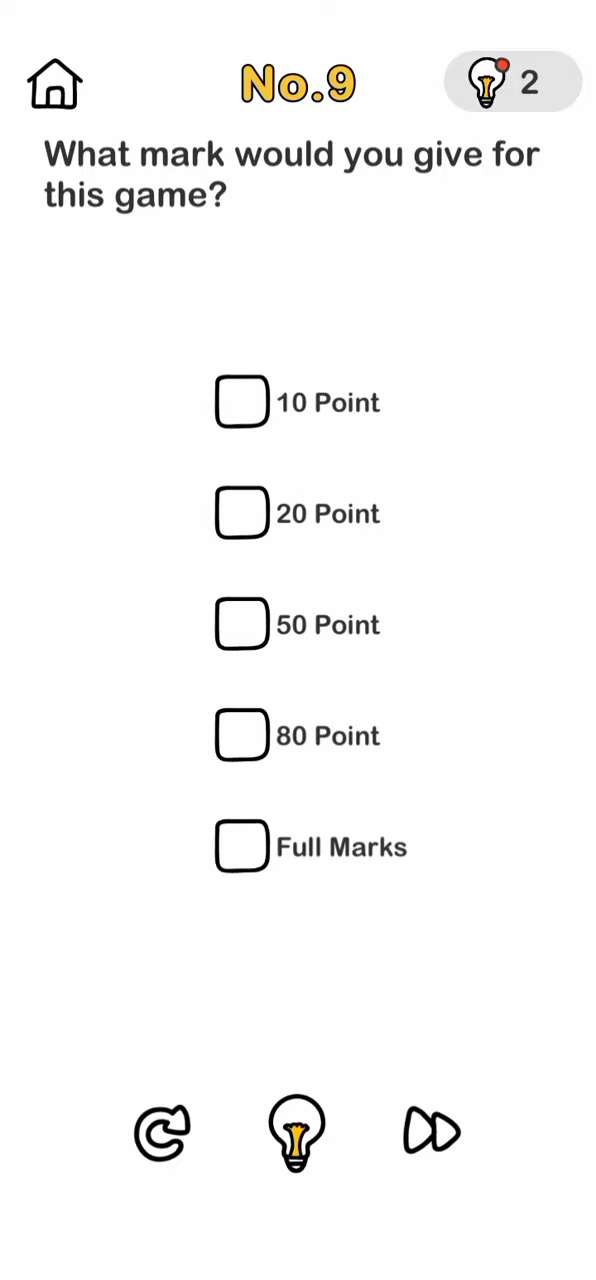 No.9
2
What mark would you give for
this game?
10 Point
20 Point
50 Point
80 Point
Full Marks